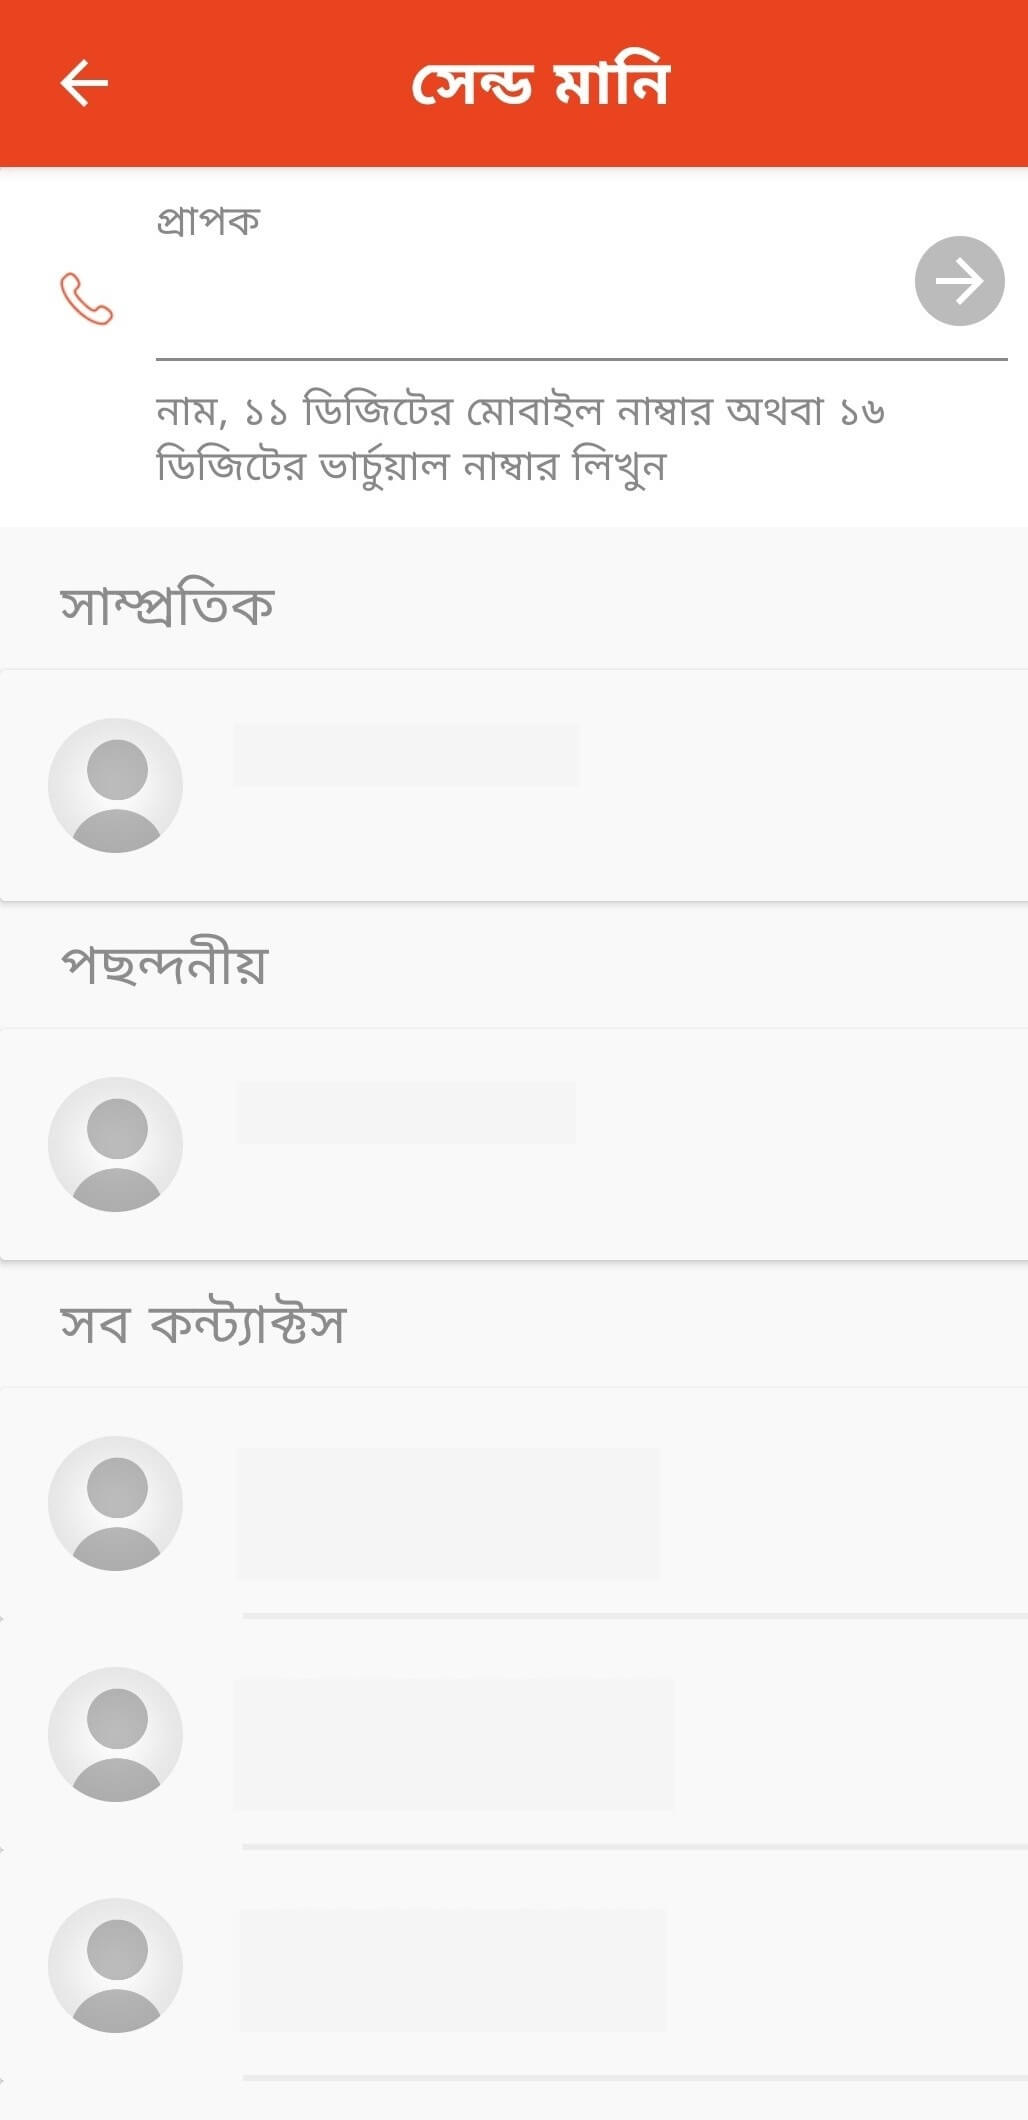 সেন্ড মানি
প্রাপক
নাম, ১১ ডিজিটের মোবাইল নাম্বার অথবা ১৬
ডিজিটের ভার্চুয়াল নাম্বার লিখুন
সাম্প্রতিক
পছন্দনীয়
সব কন্ট্যাক্টস